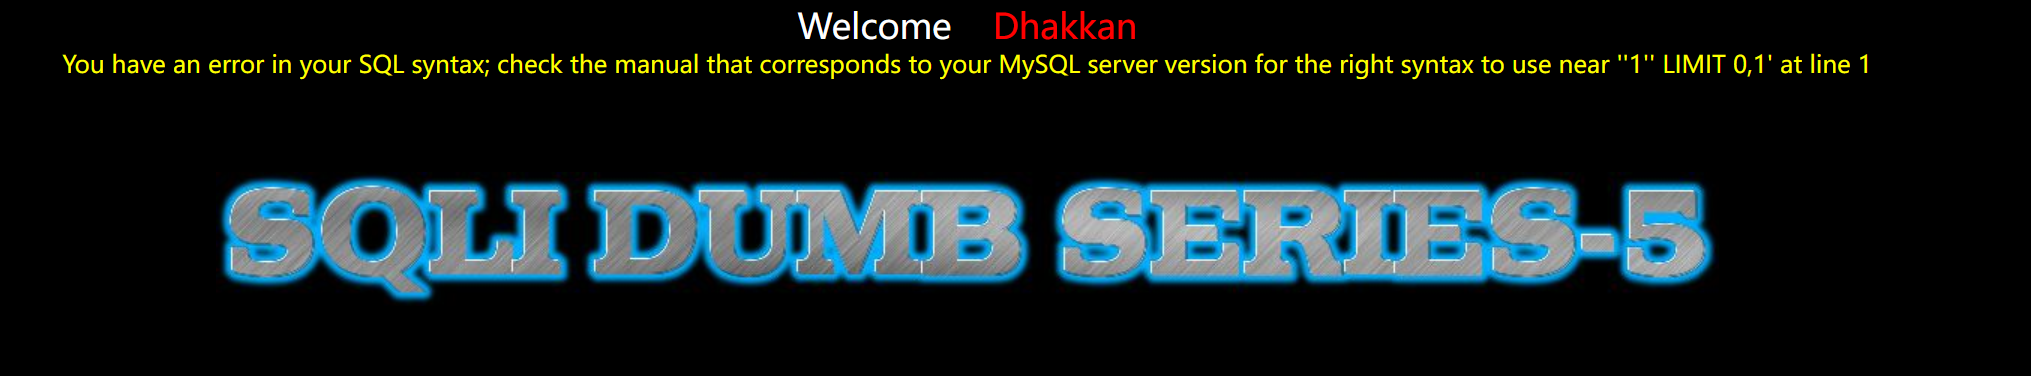 Welcome Dhakkan
You have an error in your SQL syntax; check the manual that corresponds to your MySQL server version for the right syntax to use near ''1'' LIMIT 0,1' at line 1
SQLI DUMB SERIES-5